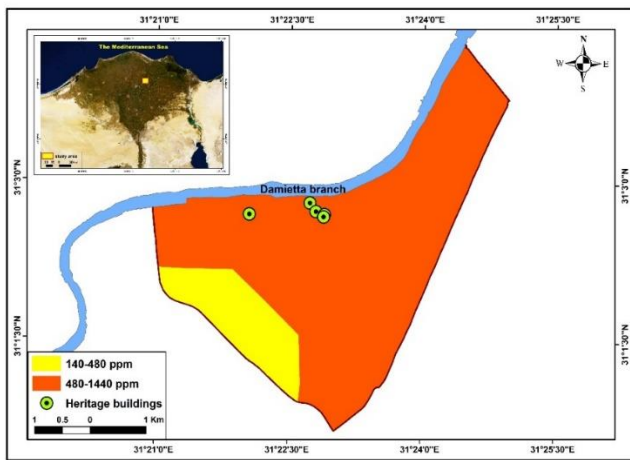 31°21'0"E 31°22'30"E 31°24'0"E 31°25'30"E
The Mediterranean Sea
study area
N
W E
S
31°3'0"N 31°3'0"N
Damietta branch
31°1'30"N 31°1'30"N
140-480 ppm
480-1440 ppm
Heritage buildings
1 0.5 0 1 Km
31°21'0"E 31°22'30"E 31°24'0"E 31°25'30"E